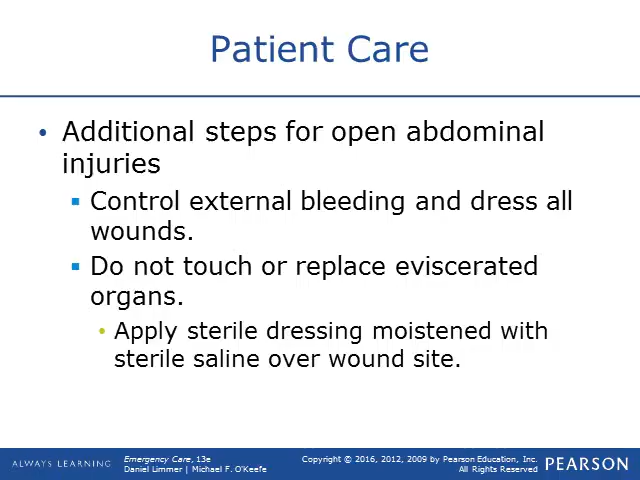 Patient Care
• Additional steps for open abdominal
injuries
▪ Control external bleeding and dress all
wounds.
▪ Do not touch or replace eviscerated
organs.
• Apply sterile dressing moistened with
sterile saline over wound site.
ALWAYS LEARNING
Emergency Care, 13e
Daniel Limmer | Michael F. O'Keefe
Copyright © 2016, 2012, 2009 by Pearson Education, Inc.
All Rights Reserved
PEARSON